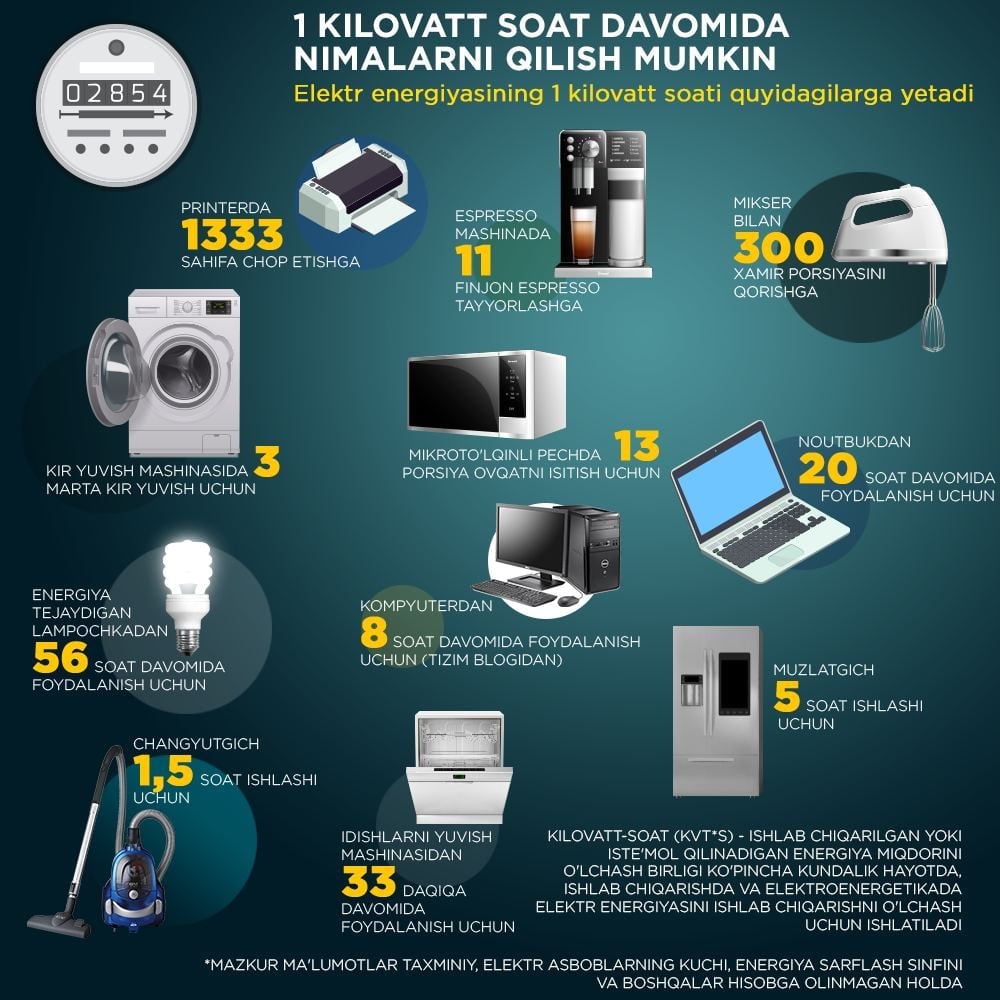 1 KILOVATT SOAT DAVOMIDA
NIMALARNI QILISH MUMKIN
Elektr energiyasining 1 kilovatt soati quyidagilarga yetadi
02854
PRINTERDA
1333
SAHIFA CHOP ETISHGA
ESPRESSO
MASHINADA
11
FINJON ESPRESSO
TAYYORLASHGA
MIKSER
BILAN
300
XAMIR PORSIYASINI
QORISHGA
KIR YUVISH MASHINASIDA 3
MARTA KIR YUVISH UCHUN
MIKROTO'LQINLI PECHDA 13
PORSIYA OVQATNI ISITISH UCHUN
NOUTBUKDAN
20 SOAT DAVOMIDA
FOYDALANISH UCHUN
ENERGIYA
TEJAYDIGAN
LAMPOCHKADAN
56 SOAT DAVOMIDA
FOYDALANISH UCHUN
KOMPYUTERDAN
8 SOAT DAVOMIDA FOYDALANISH
UCHUN (TIZIM BLOGIDAN)
MUZLATGICH
5 SOAT ISHLASHI
UCHUN
CHANGYUTGICH
1,5 SOAT ISHLASHI
UCHUN
IDISHLARNI YUVISH
MASHINASIDAN
33 DAQIQA
DAVOMIDA
FOYDALANISH UCHUN
KILOVATT-SOAT (KVT*S) - ISHLAB CHIQARILGAN YOKI
ISTE'MOL QILINADIGAN ENERGIYA MIQDORINI
O'LCHASH BIRLIGI KO'PINCHA KUNDALIK HAYOTDA,
ISHLAB CHIQARISHDA VA ELEKTROENERGETIKADA
ELEKTR ENERGIYASINI ISHLAB CHIQARISHNI O'LCHASH
UCHUN ISHLATILADI
*MAZKUR MA'LUMOTLAR TAXMINIY, ELEKTR ASBOBLARNING KUCHI, ENERGIYA SARFLASH SINFINI
VA BOSHQALAR HISOBGA OLINMAGAN HOLDA